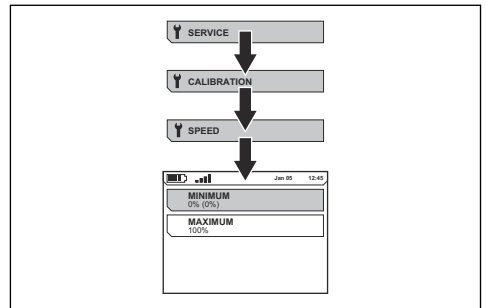 SERVICE
CALIBRATION
SPEED
Jan 05 12:45
MINIMUM
0% (0%)
MAXIMUM
100%